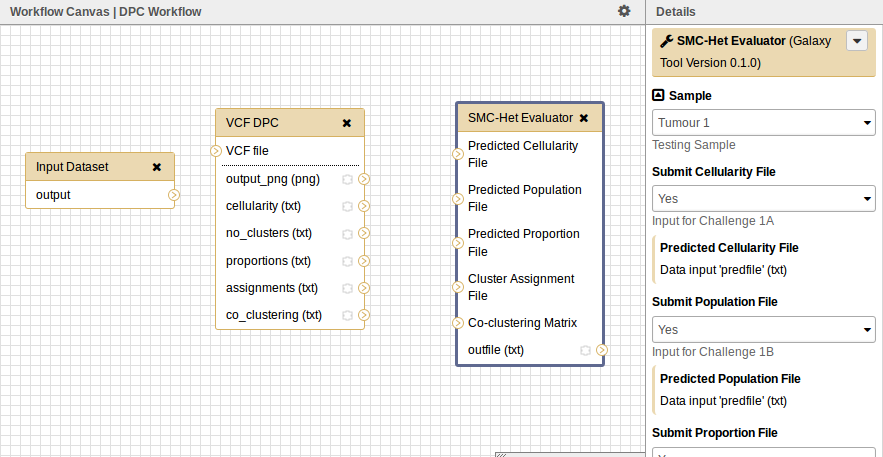 Workflow Canvas | DPC Workflow
Input Dataset
output
VCF DPC
VCF file
output_png (png)
cellularity (txt)
no_clusters (txt)
proportions (txt)
assignments (txt)
co_clustering (txt)
SMC-Het Evaluator
Predicted Cellularity
File
Predicted Population
File
Predicted Proportion
File
Cluster Assignment
File
Co-clustering Matrix
outfile (txt)
Details
SMC-Het Evaluator (Galaxy
Tool Version 0.1.0)
Sample
Tumour 1
Testing Sample
Submit Cellularity File
Yes
Input for Challenge 1A
Predicted Cellularity File
Data input 'predfile' (txt)
Submit Population File
Yes
Input for Challenge 1B
Predicted Population File
Data input 'predfile' (txt)
Submit Proportion File